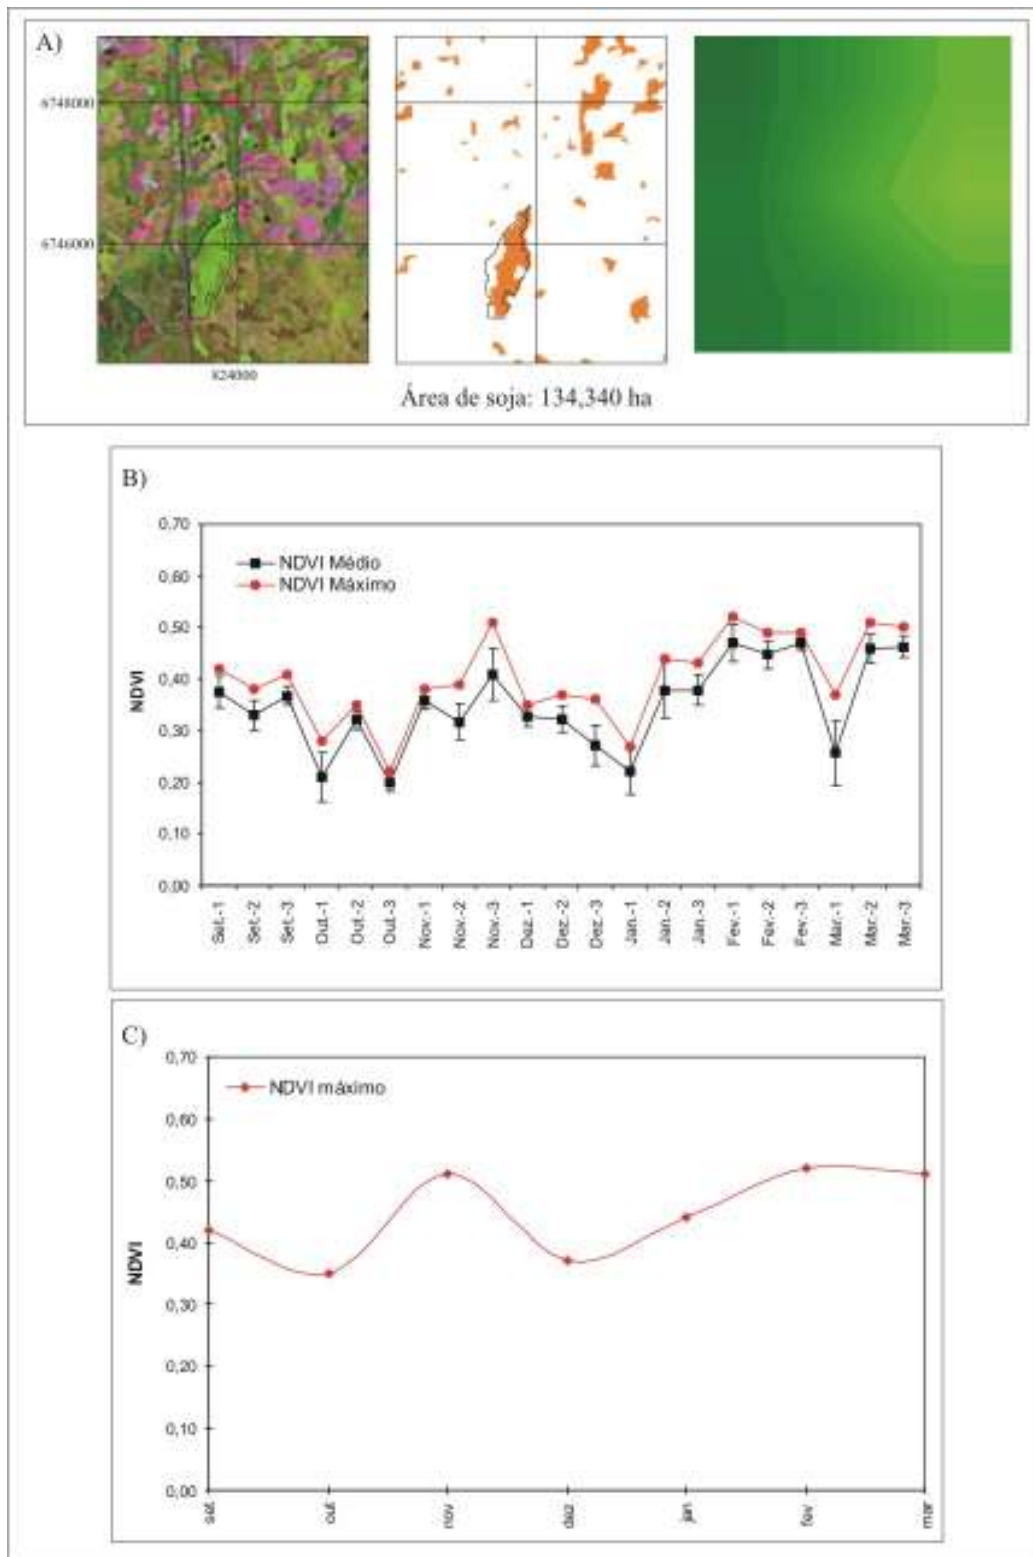 A)
6748000
6746000
824000
Área de soja: 134,340 ha
B)
0,70
0,60
0,50
0,40
0,30
0,20
0,10
0,00
NDVI
NDVI Médio
NDVI Máximo
Set.-1
Set.-2
Set.-3
Out.-1
Out.-2
Out.-3
Nov.-1
Nov.-2
Nov.-3
Dez.-1
Dez.-2
Dez.-3
Jan.-1
Jan.-2
Jan.-3
Fev.-1
Fev.-2
Fev.-3
Mar.-1
Mar.-2
Mar.-3
C)
0,70
0,60
0,50
0,40
0,30
0,20
0,10
0,00
NDVI
NDVI máximo
set
out
nov
dez
jan
fev
mar